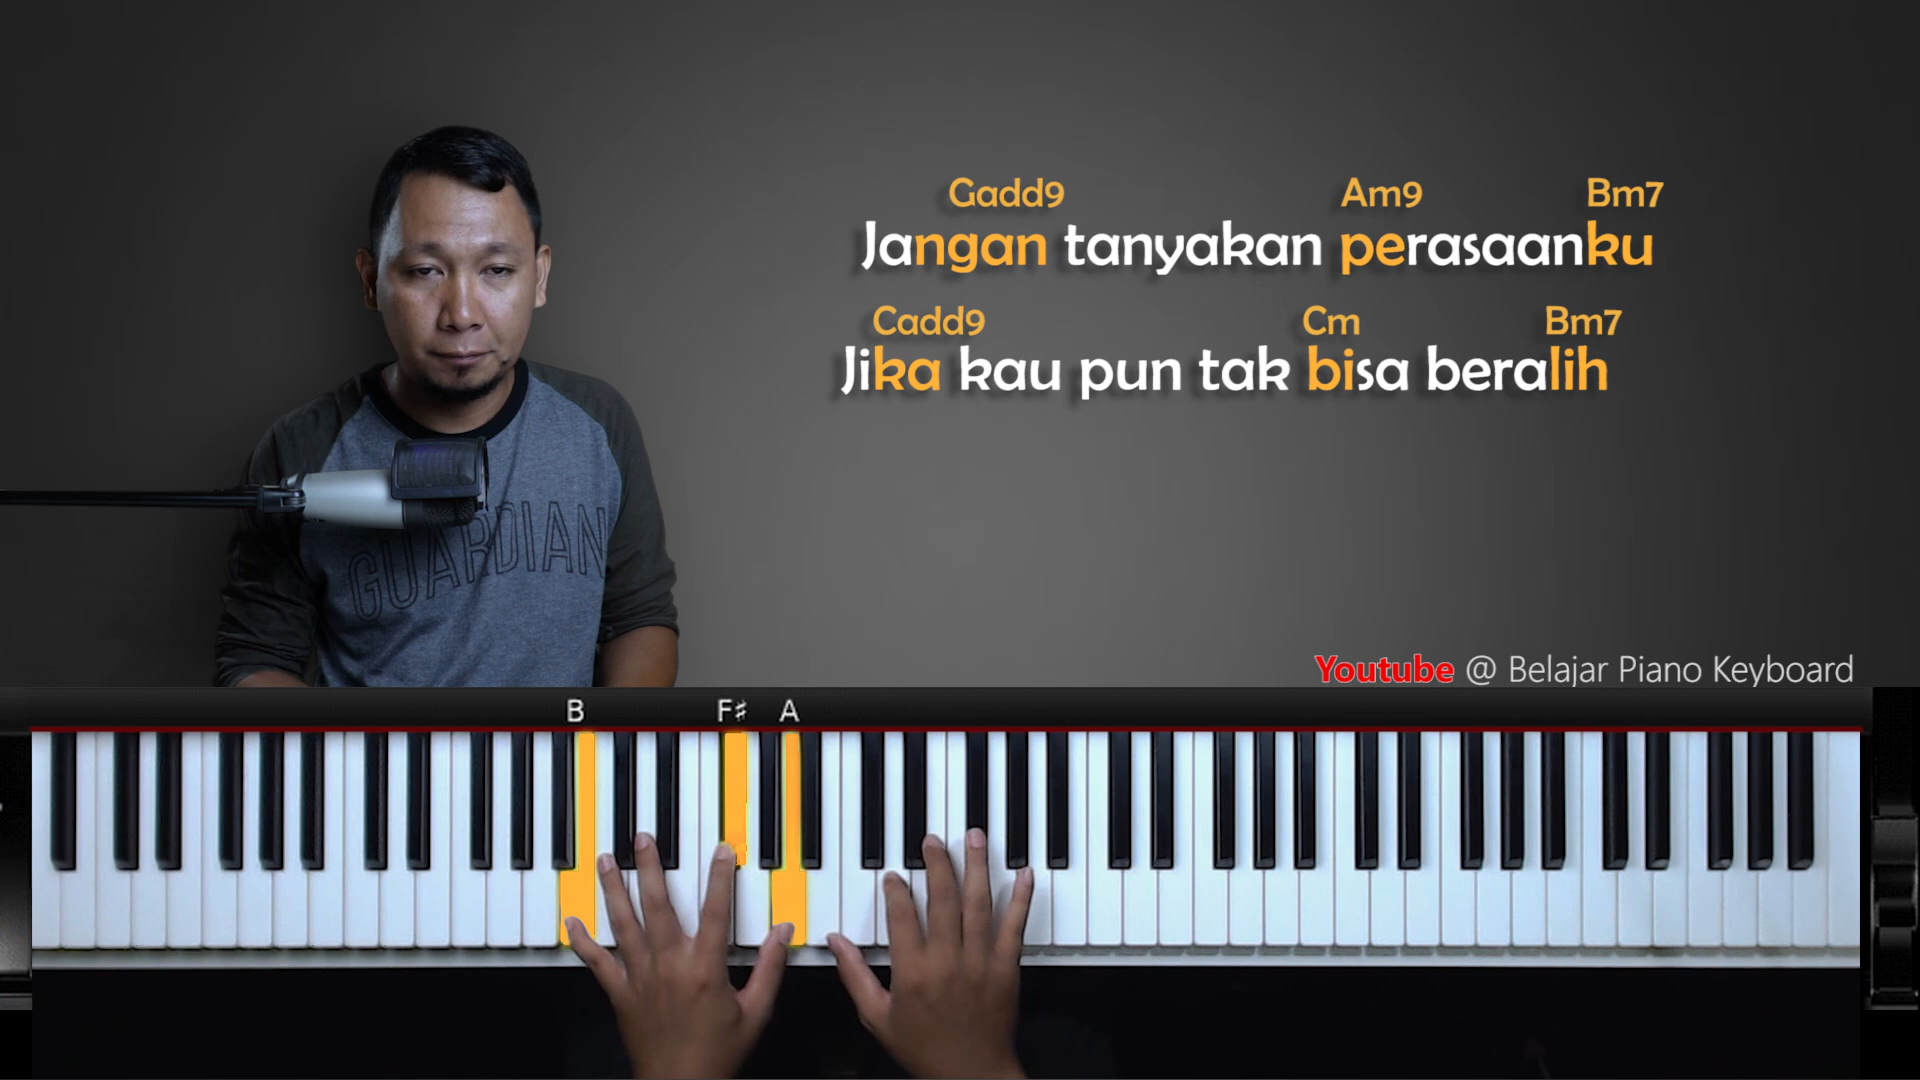 Gadd9 Am9 Bm7
Jangan tanyakan perasaanku
Cadd9 Cm Bm7
Jika kau pun tak bisa beralih
GUARDIAN
Youtube @ Belajar Piano Keyboard
B F♯ A